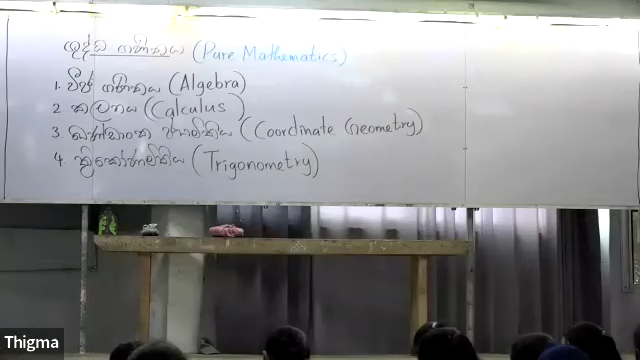 ශුද්ධ ගණිතය (Pure Mathematics)
1. වීජ ගණිතය (Algebra)
2. කලනය (Calculus)
3 ඛණ්ඩාංක ජ්‍යාමිතිය (Coordinate Geometry)
4. ත්‍රිකෝණමිතිය (Trigonometry)
Thigma